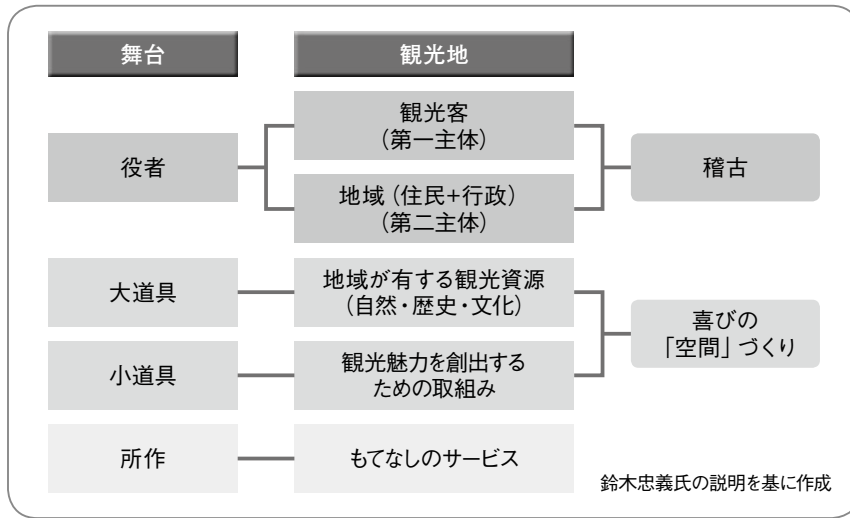 舞台
観光地
役者
観光客
(第一主体)
地域(住民+行政)
(第二主体)
稽古
大道具
地域が有する観光資源
(自然・歴史・文化)
小道具
観光魅力を創出する
ための取組み
喜びの
「空間」づくり
所作
もてなしのサービス
鈴木忠義氏の説明を基に作成